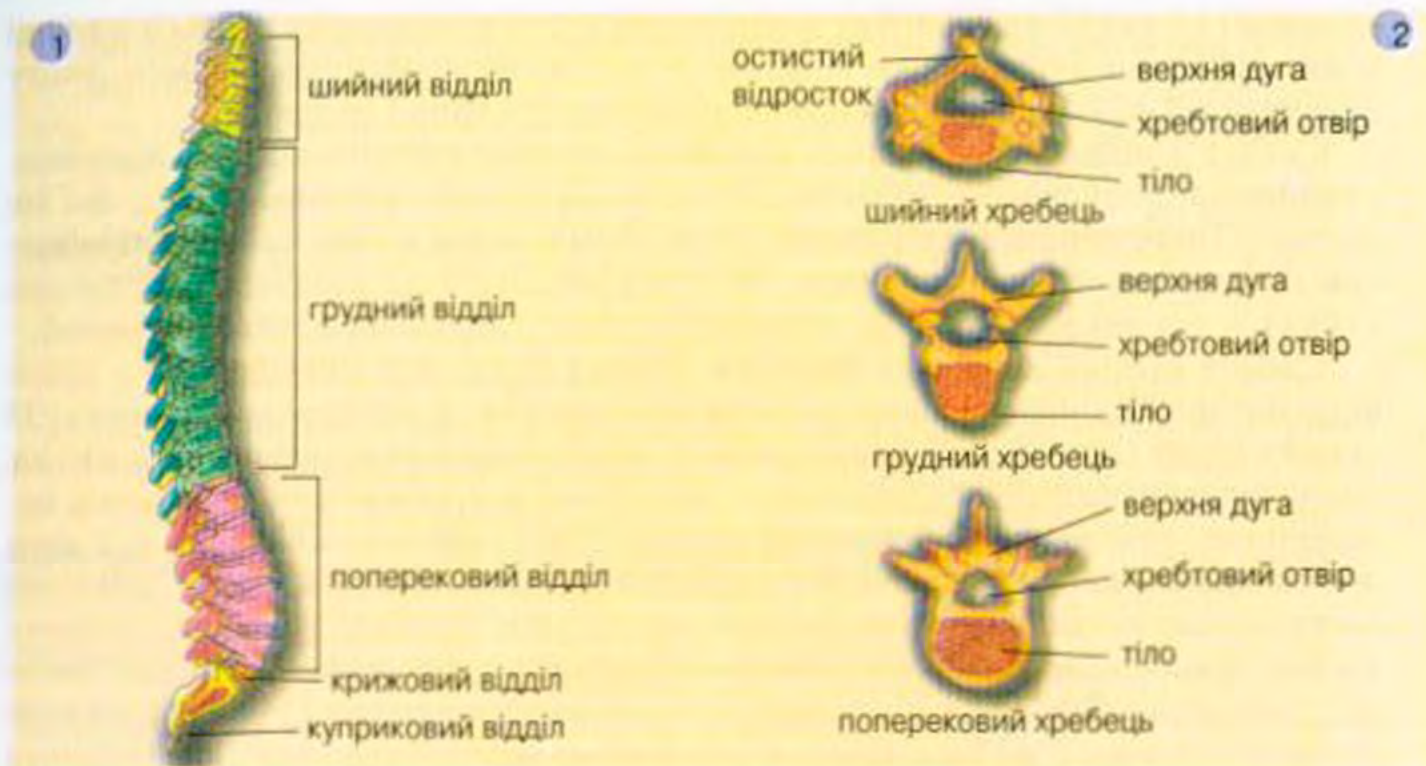 1
шийний відділ
грудний відділ
поперековий відділ
крижовий відділ
куприковий відділ
2
остистий
відросток
верхня дуга
хребтовий отвір
тіло
шийний хребець
верхня дуга
хребтовий отвір
тіло
грудний хребець
верхня дуга
хребтовий отвір
тіло
поперековий хребець